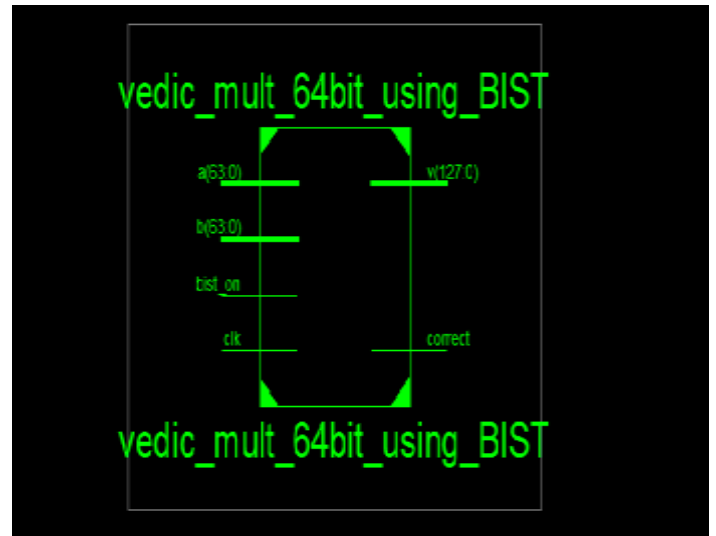 vedic_mult_64bit_using_BIST
a(63:0)
v(127:0)
b(63:0)
bist_on
clk
correct
vedic_mult_64bit_using_BIST